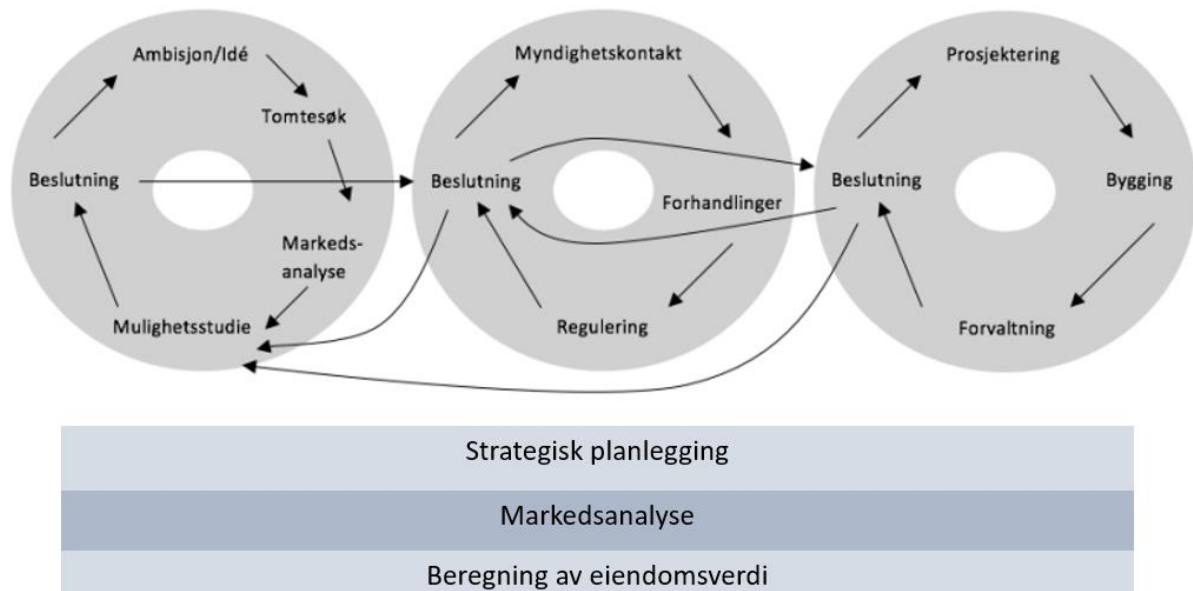 Ambisjon/Idé
Tomtesøk
Markeds-
analyse
Mulighetsstudie
Beslutning
Myndighetskontakt
Forhandlinger
Regulering
Beslutning
Prosjektering
Bygging
Forvaltning
Beslutning
Strategisk planlegging
Markedsanalyse
Beregning av eiendomsverdi